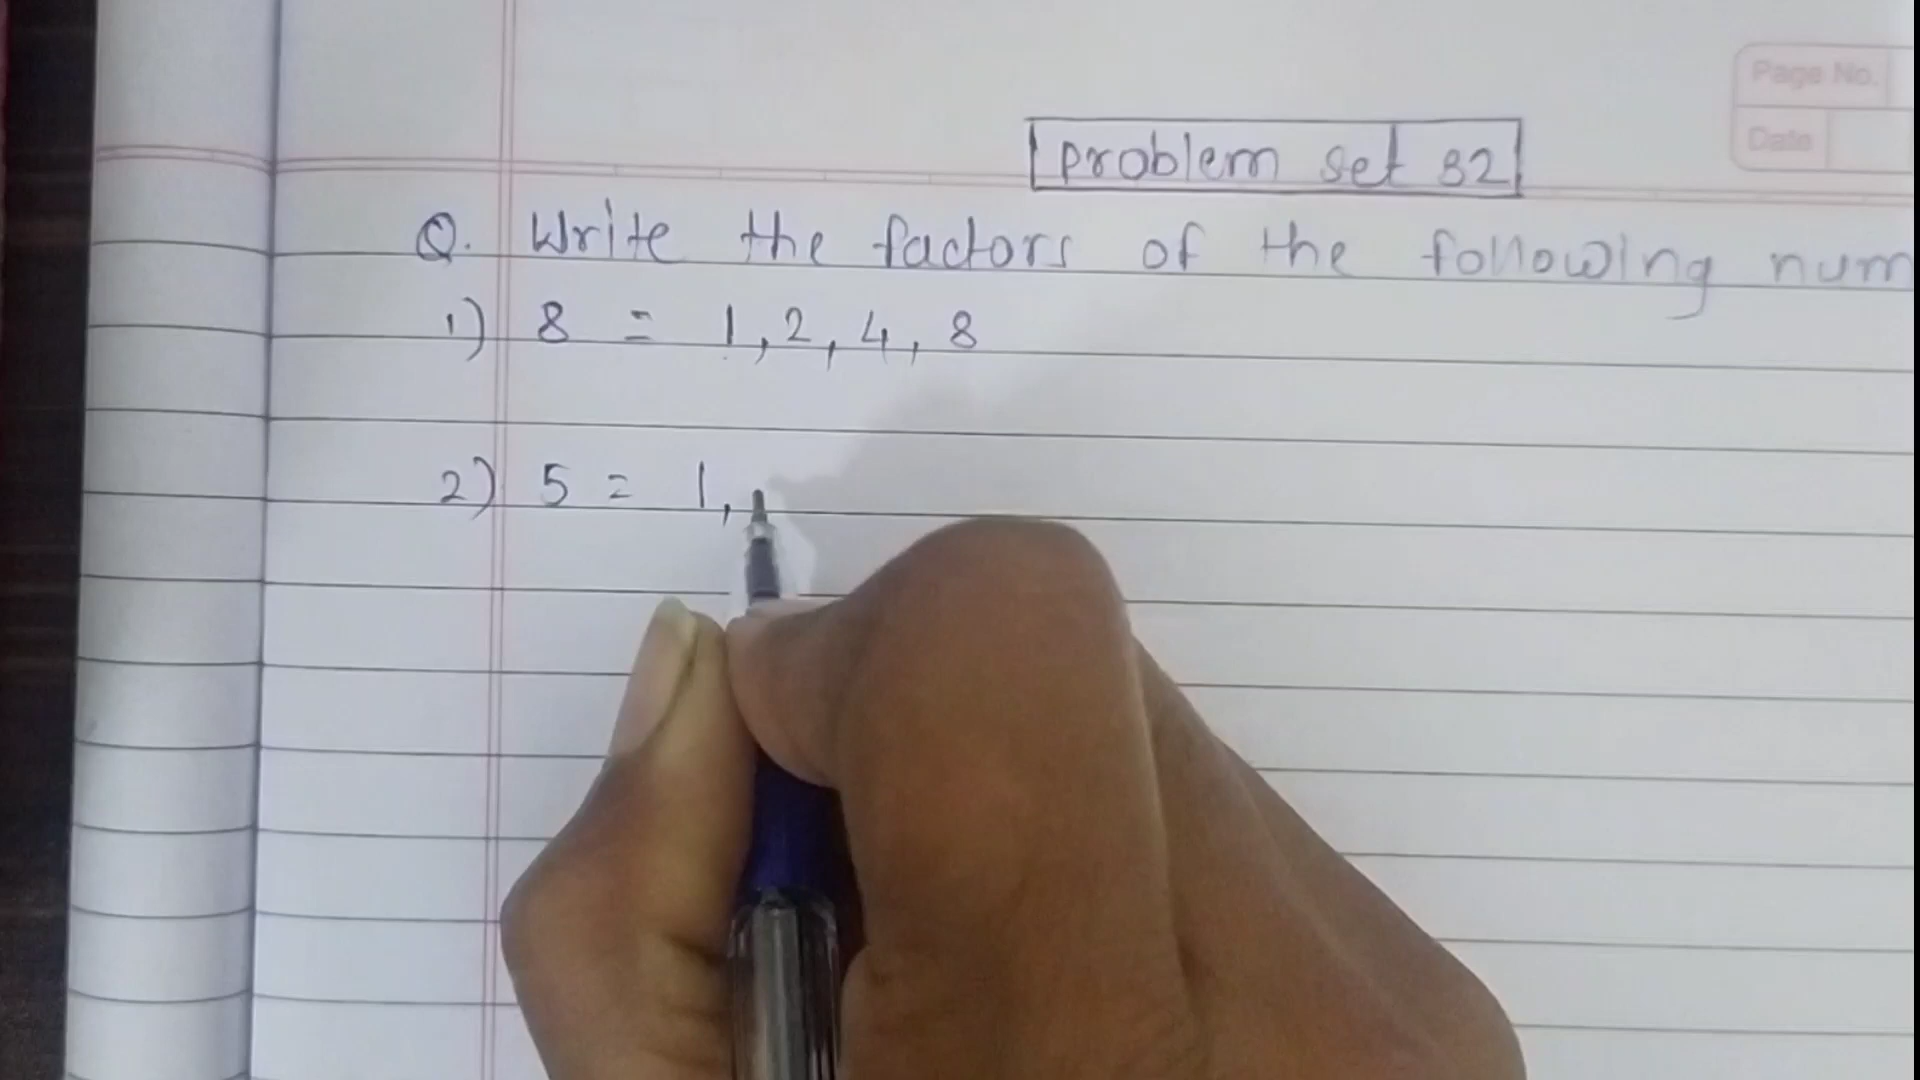 Page No.
Date
Problem set 32
Q. Write the factors of the following num
1) 8 = 1, 2, 4, 8
2) 5 = 1,